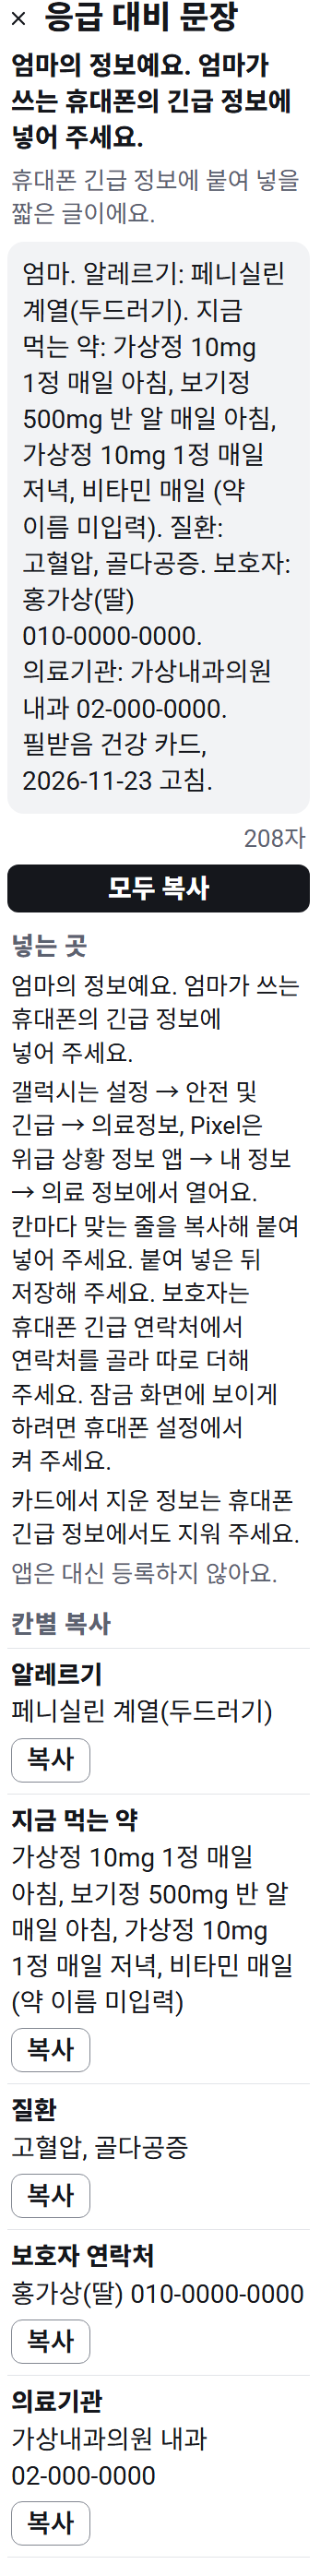 × 응급 대비 문장
엄마의 정보예요. 엄마가
쓰는 휴대폰의 긴급 정보에
넣어 주세요.
휴대폰 긴급 정보에 붙여 넣을
짧은 글이에요.
엄마. 알레르기: 페니실린
계열(두드러기). 지금
먹는 약: 가상정 10mg
1정 매일 아침, 보기정
500mg 반 알 매일 아침,
가상정 10mg 1정 매일
저녁, 비타민 매일 (약
이름 미입력). 질환:
고혈압, 골다공증. 보호자:
홍가상(딸)
010-0000-0000.
의료기관: 가상내과의원
내과 02-000-0000.
필받음 건강 카드,
2026-11-23 고침.
208자
모두 복사
넣는 곳
엄마의 정보예요. 엄마가 쓰는
휴대폰의 긴급 정보에
넣어 주세요.
갤럭시는 설정 → 안전 및
긴급 → 의료정보, Pixel은
위급 상황 정보 앱 → 내 정보
→ 의료 정보에서 열어요.
칸마다 맞는 줄을 복사해 붙여
넣어 주세요. 붙여 넣은 뒤
저장해 주세요. 보호자는
휴대폰 긴급 연락처에서
연락처를 골라 따로 더해
주세요. 잠금 화면에 보이게
하려면 휴대폰 설정에서
켜 주세요.
카드에서 지운 정보는 휴대폰
긴급 정보에서도 지워 주세요.
앱은 대신 등록하지 않아요.
칸별 복사
알레르기
페니실린 계열(두드러기)
복사
지금 먹는 약
가상정 10mg 1정 매일
아침, 보기정 500mg 반 알
매일 아침, 가상정 10mg
1정 매일 저녁, 비타민 매일
(약 이름 미입력)
복사
질환
고혈압, 골다공증
복사
보호자 연락처
홍가상(딸) 010-0000-0000
복사
의료기관
가상내과의원 내과
02-000-0000
복사